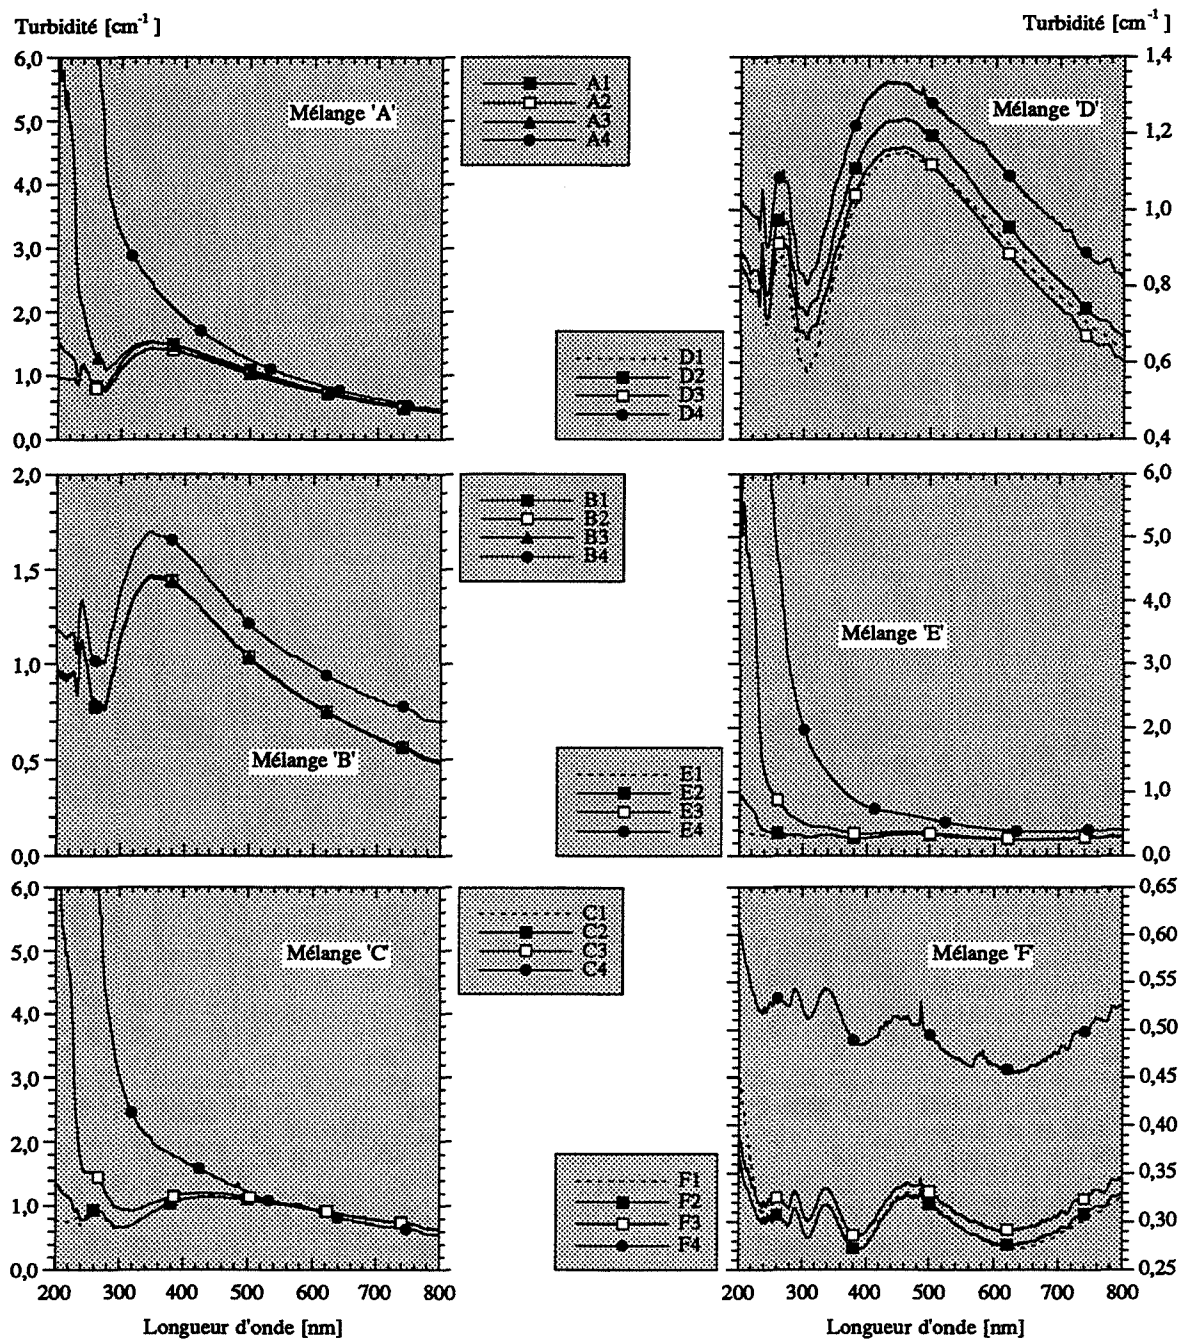 Turbidité [cm-1]
Turbidité [cm-1]
6,0
5,0
4,0
3,0
2,0
1,0
0,0
Mélange 'A'
A1
A2
A3
A4
1,4
1,2
1,0
0,8
0,6
0,4
Mélange 'D'
D1
D2
D3
D4
2,0
1,5
1,0
0,5
0,0
Mélange 'B'
B1
B2
B3
B4
6,0
5,0
4,0
3,0
2,0
1,0
0,0
Mélange 'E'
E1
E2
E3
E4
6,0
5,0
4,0
3,0
2,0
1,0
0,0
Mélange 'C'
C1
C2
C3
C4
0,65
0,60
0,55
0,50
0,45
0,40
0,35
0,30
0,25
Mélange 'F'
F1
F2
F3
F4
200 300 400 500 600 700 800
200 300 400 500 600 700 800
Longueur d'onde [nm]
Longueur d'onde [nm]